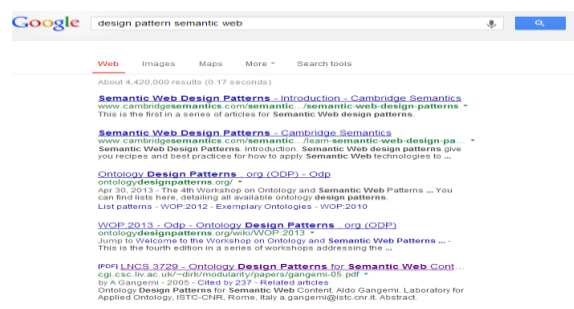 Google design pattern semantic web
Web Images Maps More Search tools
About 4,420,000 results (0.17 seconds)
Semantic Web Design Patterns - Introduction - Cambridge Semantics
www.cambridgesemantics.com/semantic.../semantic-web-design-patterns
This is the first in a series of articles for Semantic Web design patterns.
Semantic Web Design Patterns - Cambridge Semantics
www.cambridgesemantics.com/.../learn-semantic-web-design-pa...
Semantic Web Design Patterns. Introduction. Semantic Web design patterns give
you recipes and best practices for how to apply Semantic Web technologies to ...
Ontology Design Patterns . org (ODP) - Odp
ontologydesignpatterns.org/
Apr 30, 2013 - The 4th Workshop on Ontology and Semantic Web Patterns ... You
can find lists here, detailing all available ontology design patterns.
List patterns - WOP:2012 - Exemplary Ontologies - WOP:2010
WOP:2013 - Odp - Ontology Design Patterns . org (ODP)
ontologydesignpatterns.org/wiki/WOP:2013
Jump to Welcome to the Workshop on Ontology and Semantic Web Patterns ... -
This is the fourth edition in a series of workshops addressing the ...
[PDF] LNCS 3729 - Ontology Design Patterns for Semantic Web Cont...
cgi.csc.liv.ac.uk/~dirk/modularity/papers/gangemi-05.pdf
by A Gangemi - 2005 - Cited by 237 - Related articles
Ontology Design Patterns for Semantic Web Content. Aldo Gangemi. Laboratory for
Applied Ontology, ISTC-CNR, Rome, Italy a.gangemi@istc.cnr.it. Abstract.